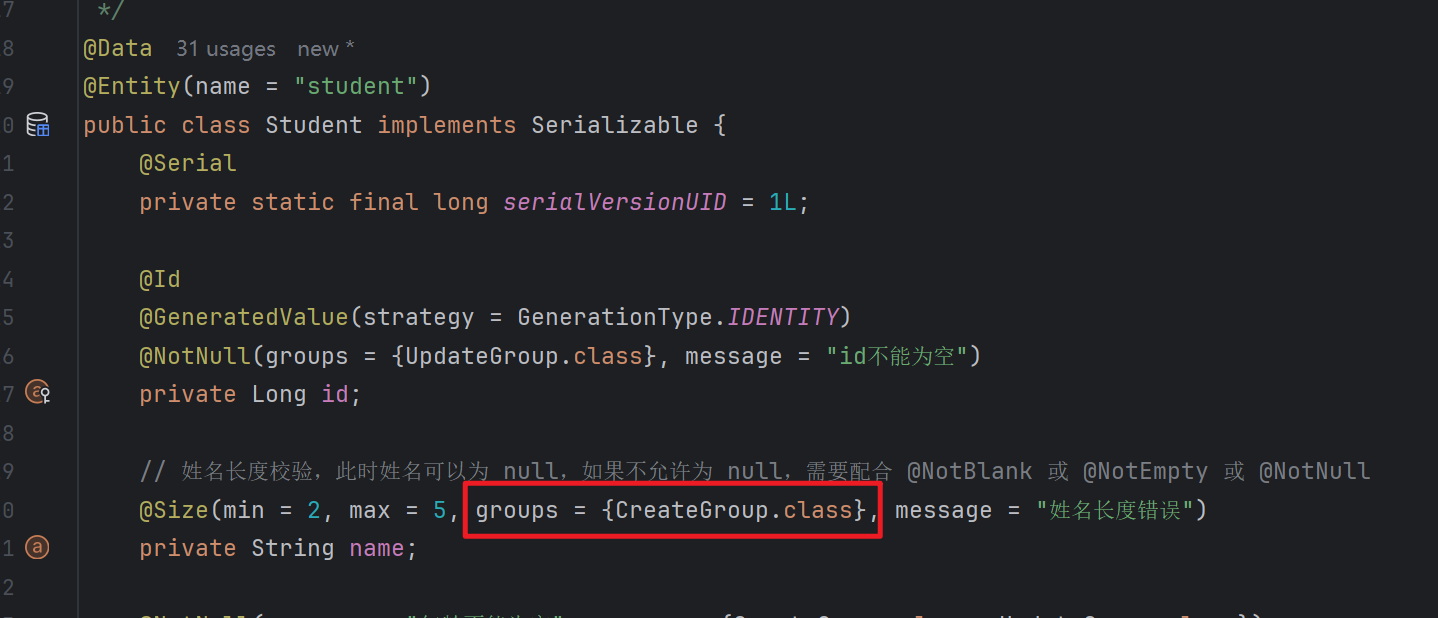 7 */
8 @Data 31 usages new *
9 @Entity(name = "student")
0 public class Student implements Serializable {
1 @Serial
2 private static final long serialVersionUID = 1L;
3
4 @Id
5 @GeneratedValue(strategy = GenerationType.IDENTITY)
6 @NotNull(groups = {UpdateGroup.class}, message = "id不能为空")
7 private Long id;
8
9 // 姓名长度校验，此时姓名可以为 null，如果不允许为 null，需要配合 @NotBlank 或 @NotEmpty 或 @NotNull
0 @Size(min = 2, max = 5, groups = {CreateGroup.class}, message = "姓名长度错误")
1 private String name;
2